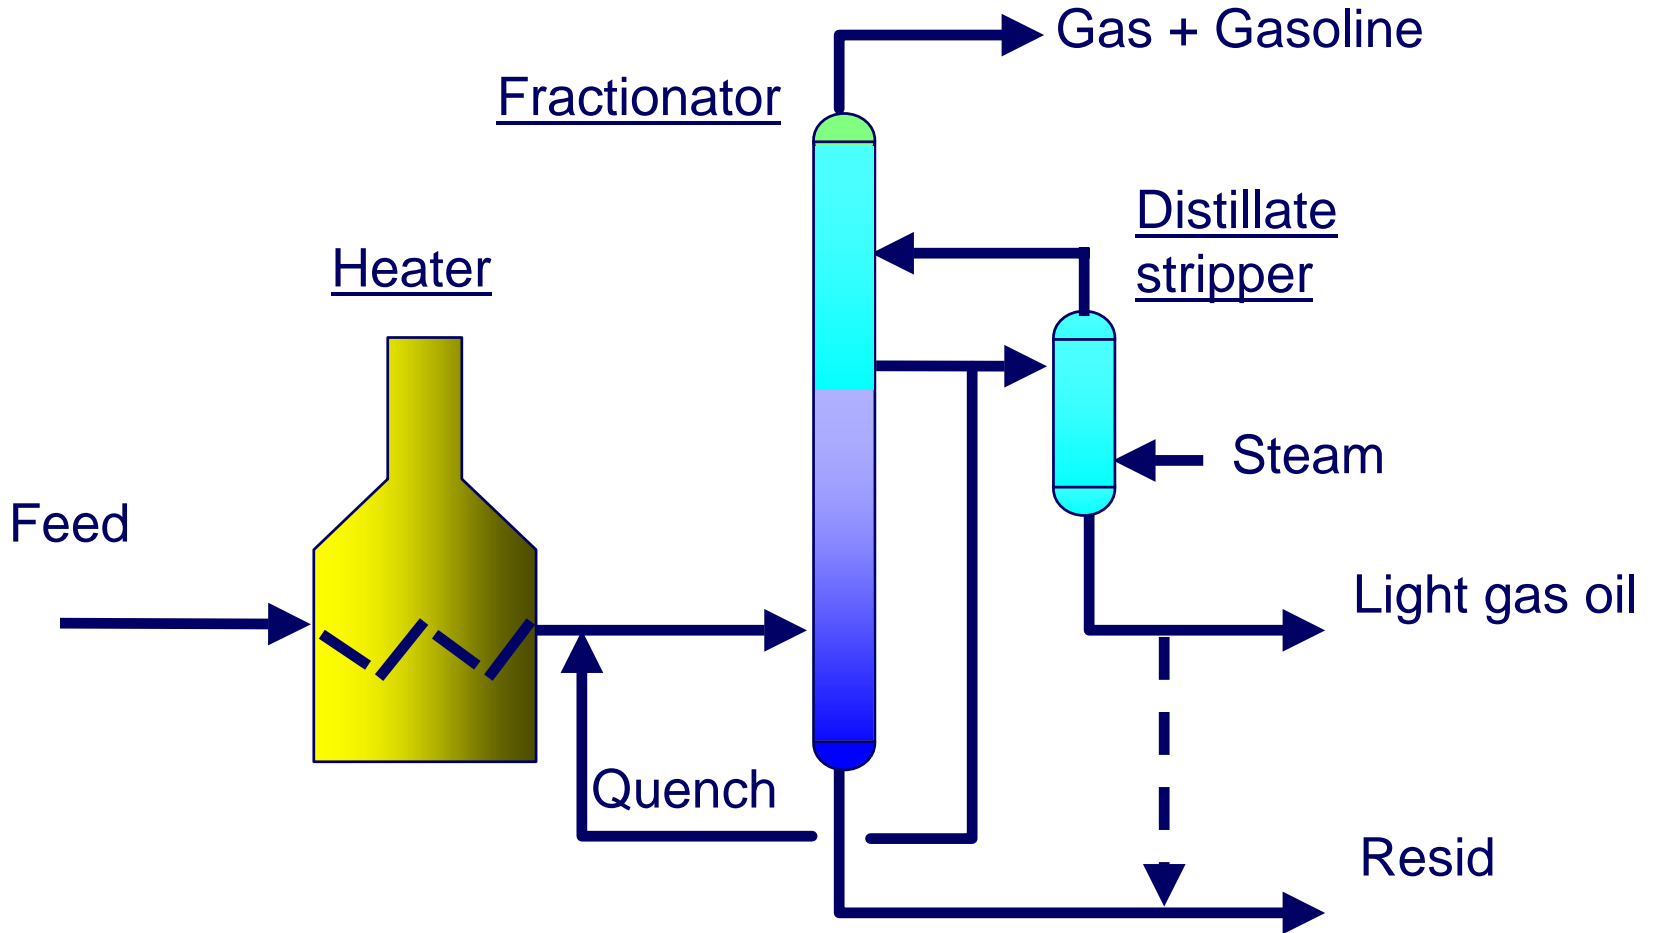 Gas + Gasoline
Fractionator
Distillate
stripper
Heater
Steam
Feed
Light gas oil
Quench
Resid